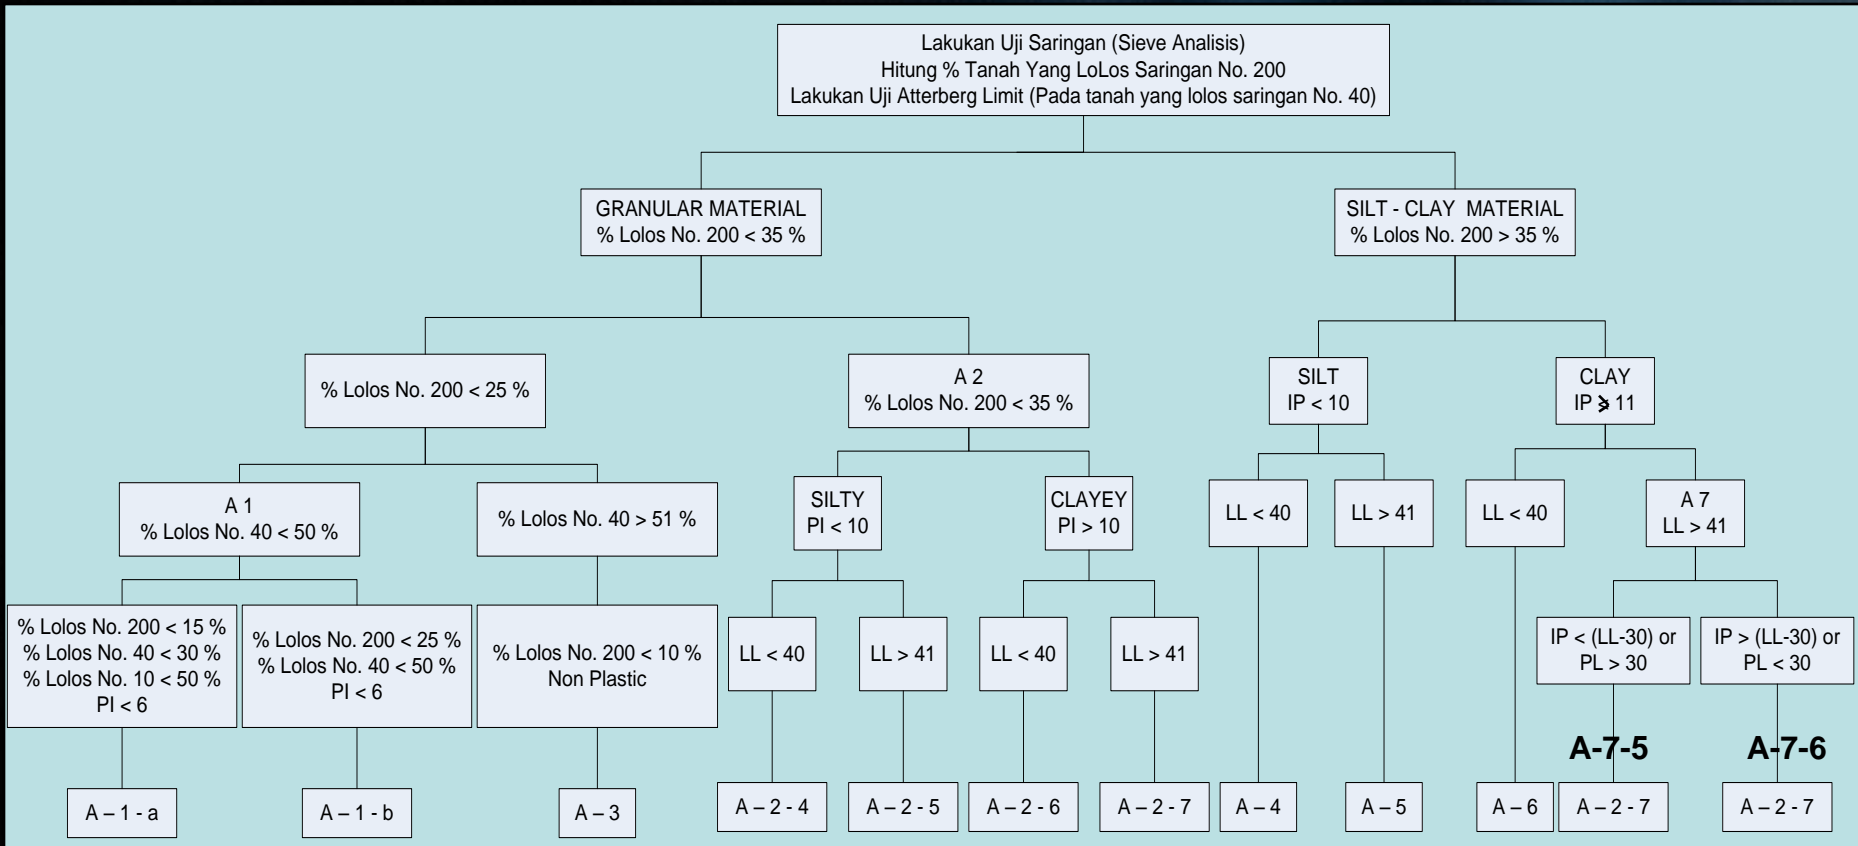 Lakukan Uji Saringan (Sieve Analisis)
Hitung % Tanah Yang LoLos Saringan No. 200
Lakukan Uji Atterberg Limit (Pada tanah yang lolos saringan No. 40)
GRANULAR MATERIAL
% Lolos No. 200 < 35 %
SILT - CLAY MATERIAL
% Lolos No. 200 > 35 %
% Lolos No. 200 < 25 %
A 2
% Lolos No. 200 < 35 %
SILT
IP < 10
CLAY
IP ≥ 11
A 1
% Lolos No. 40 < 50 %
% Lolos No. 40 > 51 %
SILTY
PI < 10
CLAYEY
PI > 10
LL < 40
LL > 41
LL < 40
A 7
LL > 41
% Lolos No. 200 < 15 %
% Lolos No. 40 < 30 %
% Lolos No. 10 < 50 %
PI < 6
% Lolos No. 200 < 25 %
% Lolos No. 40 < 50 %
PI < 6
% Lolos No. 200 < 10 %
Non Plastic
LL < 40
LL > 41
LL < 40
LL > 41
IP < (LL-30) or
PL > 30
IP > (LL-30) or
PL < 30
A-7-5
A-7-6
A – 1 - a
A – 1 - b
A – 3
A – 2 - 4
A – 2 - 5
A – 2 - 6
A – 2 - 7
A – 4
A – 5
A – 6
A – 2 - 7
A – 2 - 7